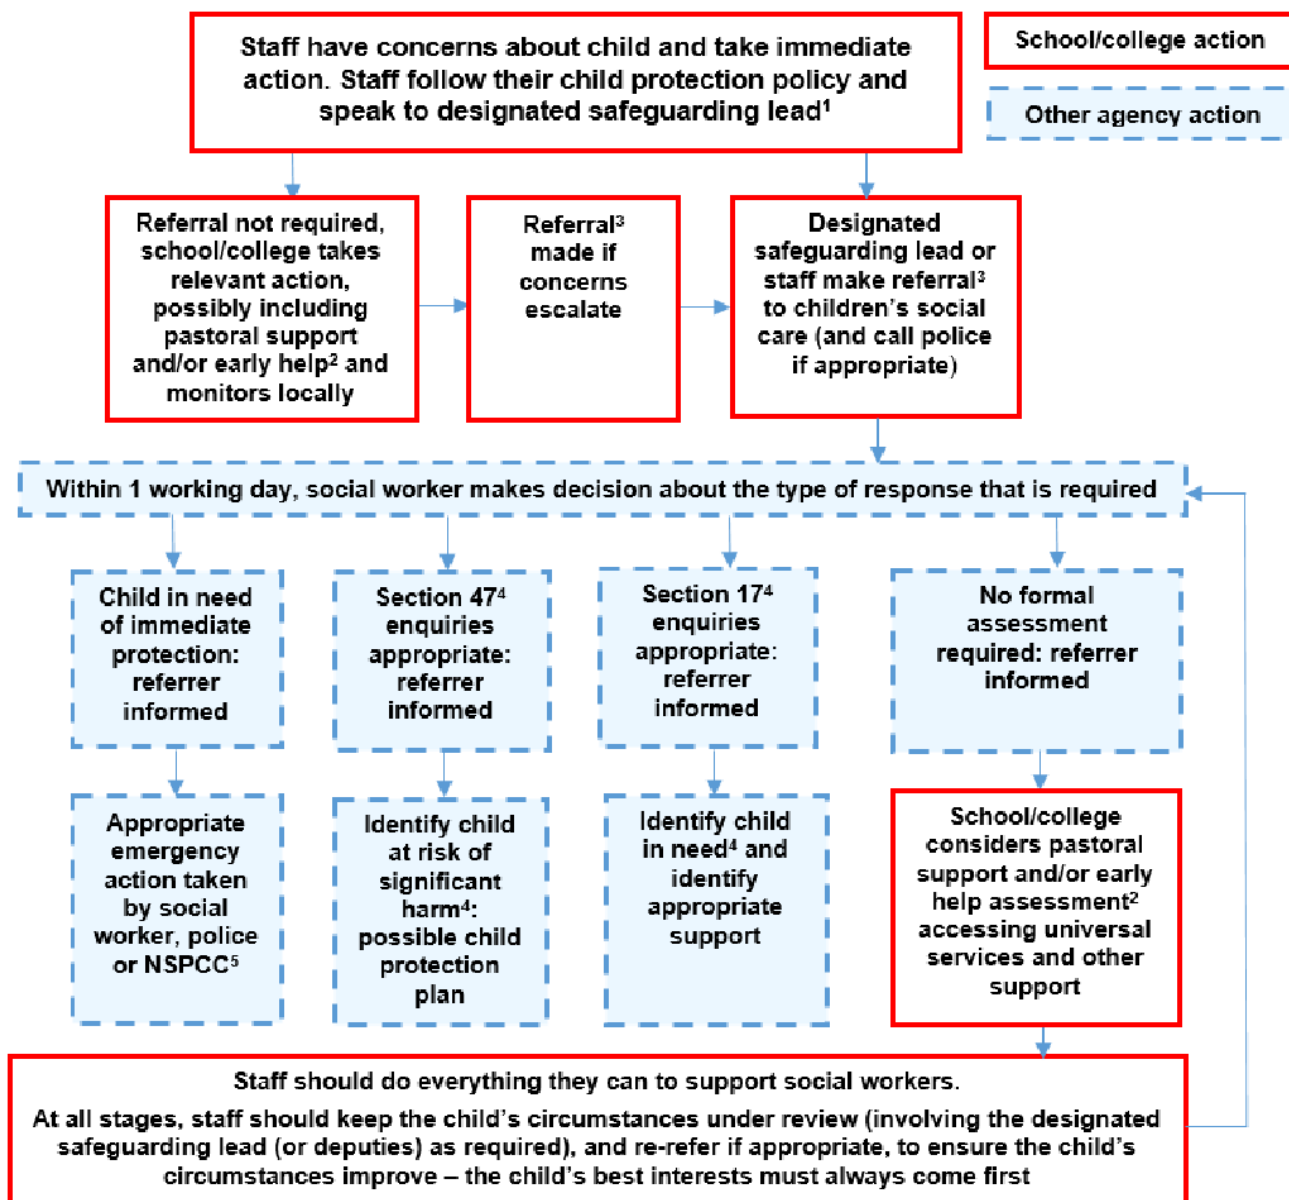 Staff have concerns about child and take immediate
action. Staff follow their child protection policy and
speak to designated safeguarding lead¹
School/college action
Other agency action
Referral not required,
school/college takes
relevant action,
possibly including
pastoral support
and/or early help² and
monitors locally
Referral³
made if
concerns
escalate
Designated
safeguarding lead or
staff make referral³
to children’s social
care (and call police
if appropriate)
Within 1 working day, social worker makes decision about the type of response that is required
Child in need
of immediate
protection:
referrer
informed
Section 47⁴
enquiries
appropriate:
referrer
informed
Section 17⁴
enquiries
appropriate:
referrer
informed
No formal
assessment
required: referrer
informed
Appropriate
emergency
action taken
by social
worker, police
or NSPCC⁵
Identify child
at risk of
significant
harm⁴:
possible child
protection
plan
Identify child
in need⁴ and
identify
appropriate
support
School/college
considers pastoral
support and/or early
help assessment²
accessing universal
services and other
support
Staff should do everything they can to support social workers.
At all stages, staff should keep the child’s circumstances under review (involving the designated
safeguarding lead (or deputies) as required), and re-refer if appropriate, to ensure the child’s
circumstances improve – the child’s best interests must always come first